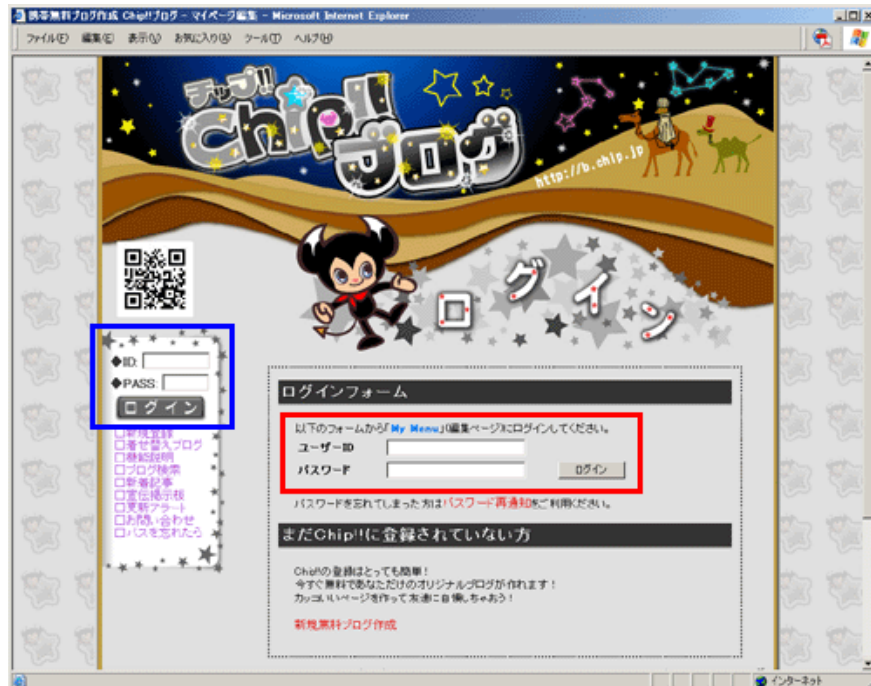 携帯無料ブログ作成 Chip!!ブログ - マイページ編集 - Microsoft Internet Explorer
ファイル(F) 編集(E) 表示(V) お気に入り(A) ツール(T) ヘルプ(H)
チップ!!
Chip!!
ブログ
http://b.chip.jp
ログイン
◆ID:
◆PASS:
ログイン
□新規登録
□着せ替えブログ
□機能説明
□ブログ検索
□新着記事
□宣伝掲示板
□更新アラート
□お問い合わせ
□パスを忘れたら
ログインフォーム
以下のフォームから「My Menu」(編集ページ)にログインしてください。
ユーザーID
パスワード
ログイン
パスワードを忘れてしまった方はパスワード再通知をご利用ください。
まだChip!!に登録されていない方
Chip!!の登録はとっても簡単!
今すぐ無料であなただけのオリジナルブログが作れます!
カッコいいページを作って友達に自慢しちゃおう!
新規無料ブログ作成
インターネット